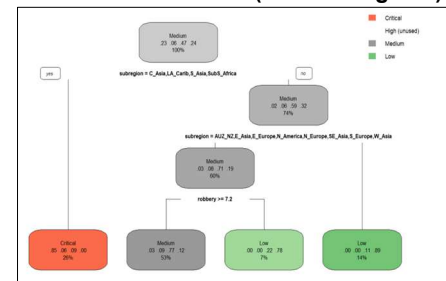 Critical
High (unused)
Medium
Low
Medium
.23 .06 .47 .24
100%
yes
subregion = C_Asia,LA_Carib,S_Asia,SubS_Africa
no
Medium
.02 .06 .59 .32
74%
subregion = AUZ_NZ,E_Asia,E_Europe,N_America,N_Europe,SE_Asia,S_Europe,W_Asia
Medium
.03 .08 .71 .19
60%
robbery >= 7.2
Critical
.85 .06 .09 .00
26%
Medium
.03 .09 .77 .12
53%
Low
.00 .00 .22 .78
7%
Low
.00 .00 .11 .89
14%